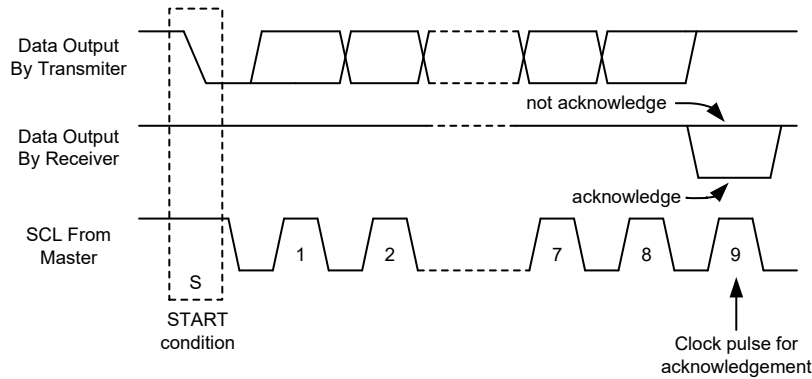 Data Output
By Transmiter
not acknowledge
Data Output
By Receiver
acknowledge
SCL From
Master
1
2
7
8
9
S
START
condition
Clock pulse for
acknowledgement